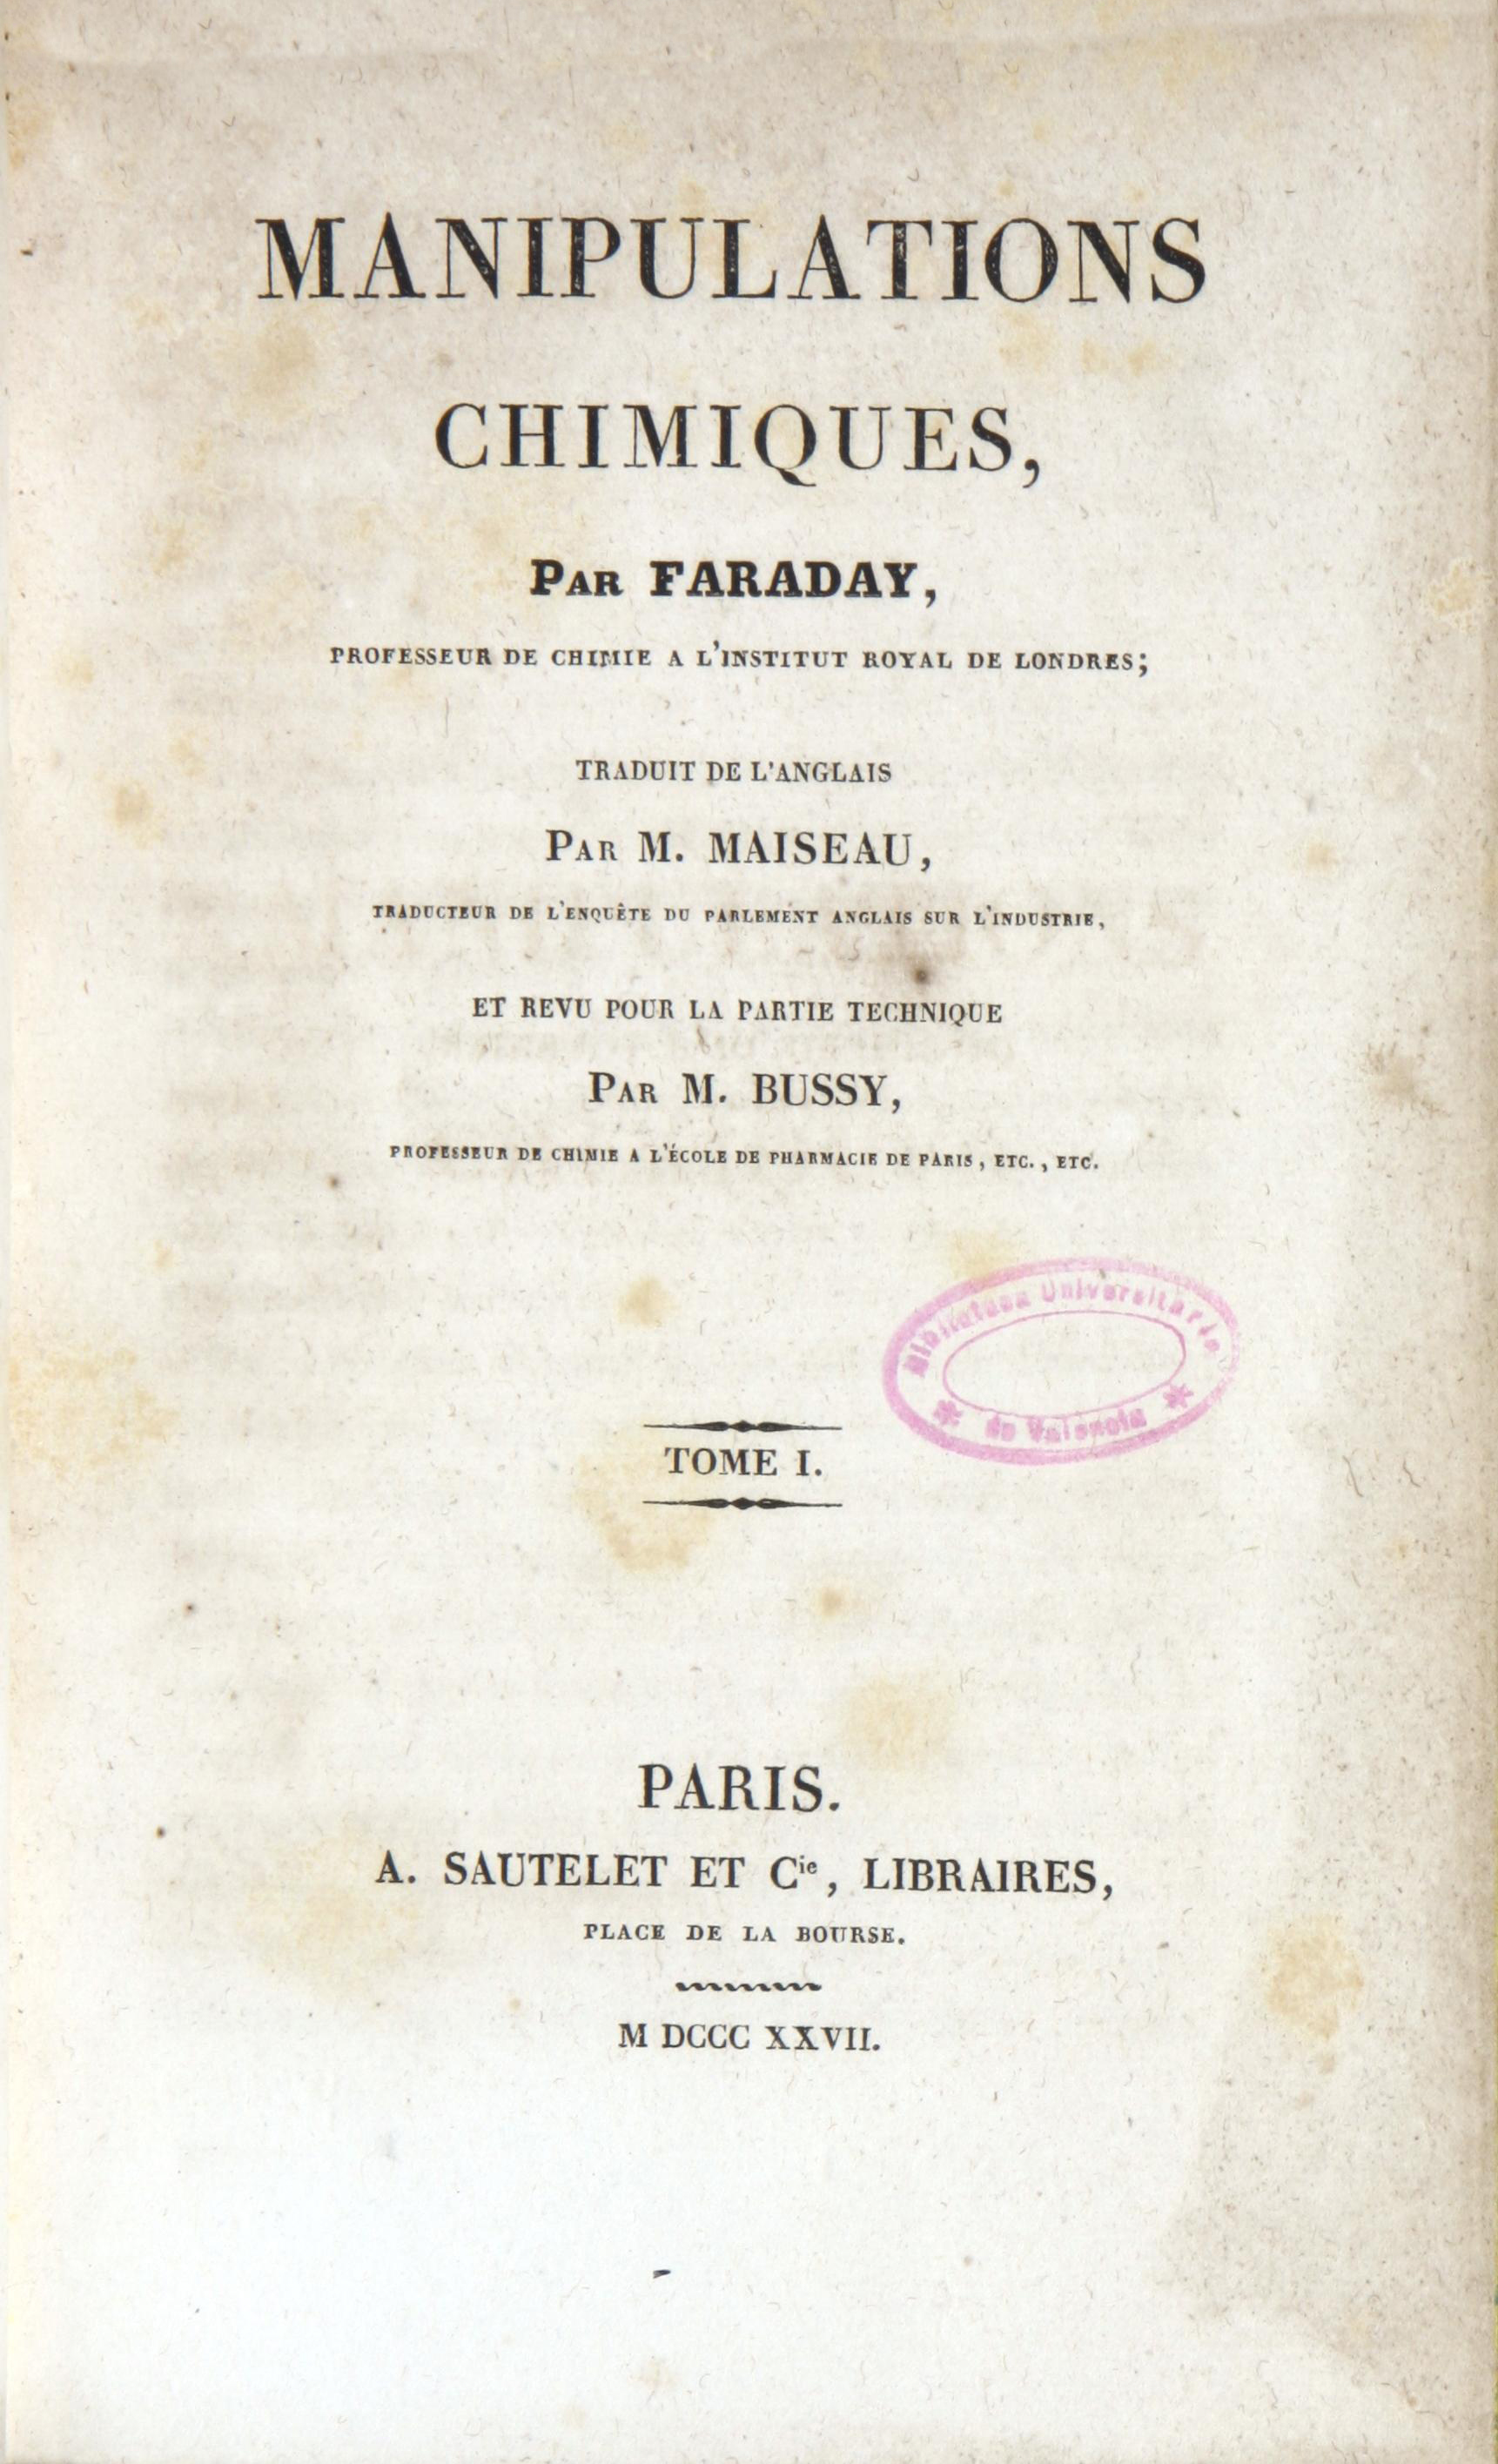 MANIPULATIONS
CHIMIQUES,
PAR FARADAY,
PROFESSEUR DE CHIMIE A L'INSTITUT ROYAL DE LONDRES;
TRADUIT DE L'ANGLAIS
PAR M. MAISEAU,
TRADUCTEUR DE L'ENQUÊTE DU PARLEMENT ANGLAIS SUR L'INDUSTRIE,
ET REVU POUR LA PARTIE TECHNIQUE
PAR M. BUSSY,
PROFESSEUR DE CHIMIE A L'ÉCOLE DE PHARMACIE DE PARIS, ETC., ETC.
Biblioteca Universitaria
* de Valencia *
TOME I.
PARIS.
A. SAUTELET ET Cie, LIBRAIRES,
PLACE DE LA BOURSE.
M DCCC XXVII.